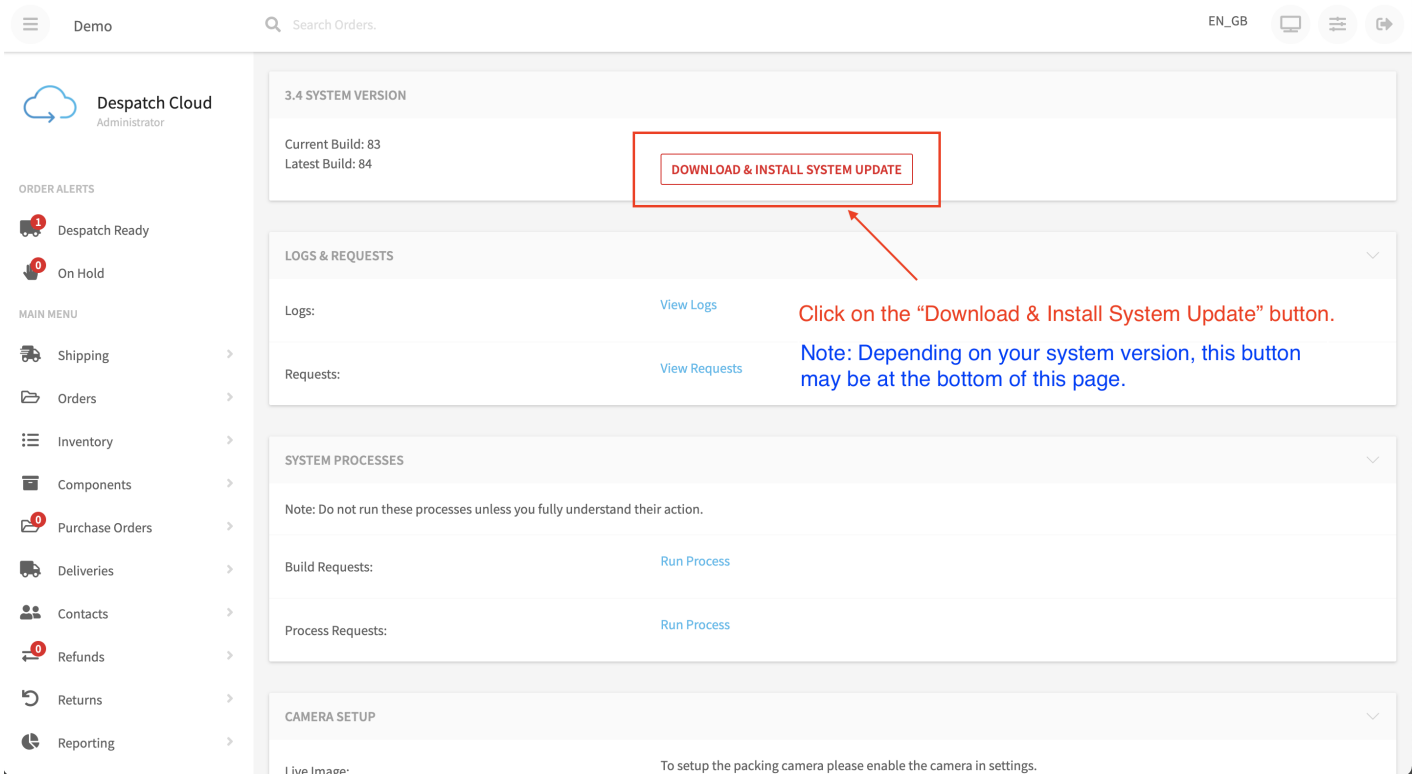 Demo
Search Orders.
EN_GB
Despatch Cloud
Administrator
ORDER ALERTS
1
Despatch Ready
0
On Hold
MAIN MENU
Shipping
Orders
Inventory
Components
0
Purchase Orders
Deliveries
Contacts
0
Refunds
Returns
Reporting
3.4 SYSTEM VERSION
Current Build: 83
Latest Build: 84
DOWNLOAD & INSTALL SYSTEM UPDATE
LOGS & REQUESTS
Logs:
View Logs
Requests:
View Requests
Click on the “Download & Install System Update” button.
Note: Depending on your system version, this button
may be at the bottom of this page.
SYSTEM PROCESSES
Note: Do not run these processes unless you fully understand their action.
Build Requests:
Run Process
Process Requests:
Run Process
CAMERA SETUP
Live Image:
To setup the packing camera please enable the camera in settings.